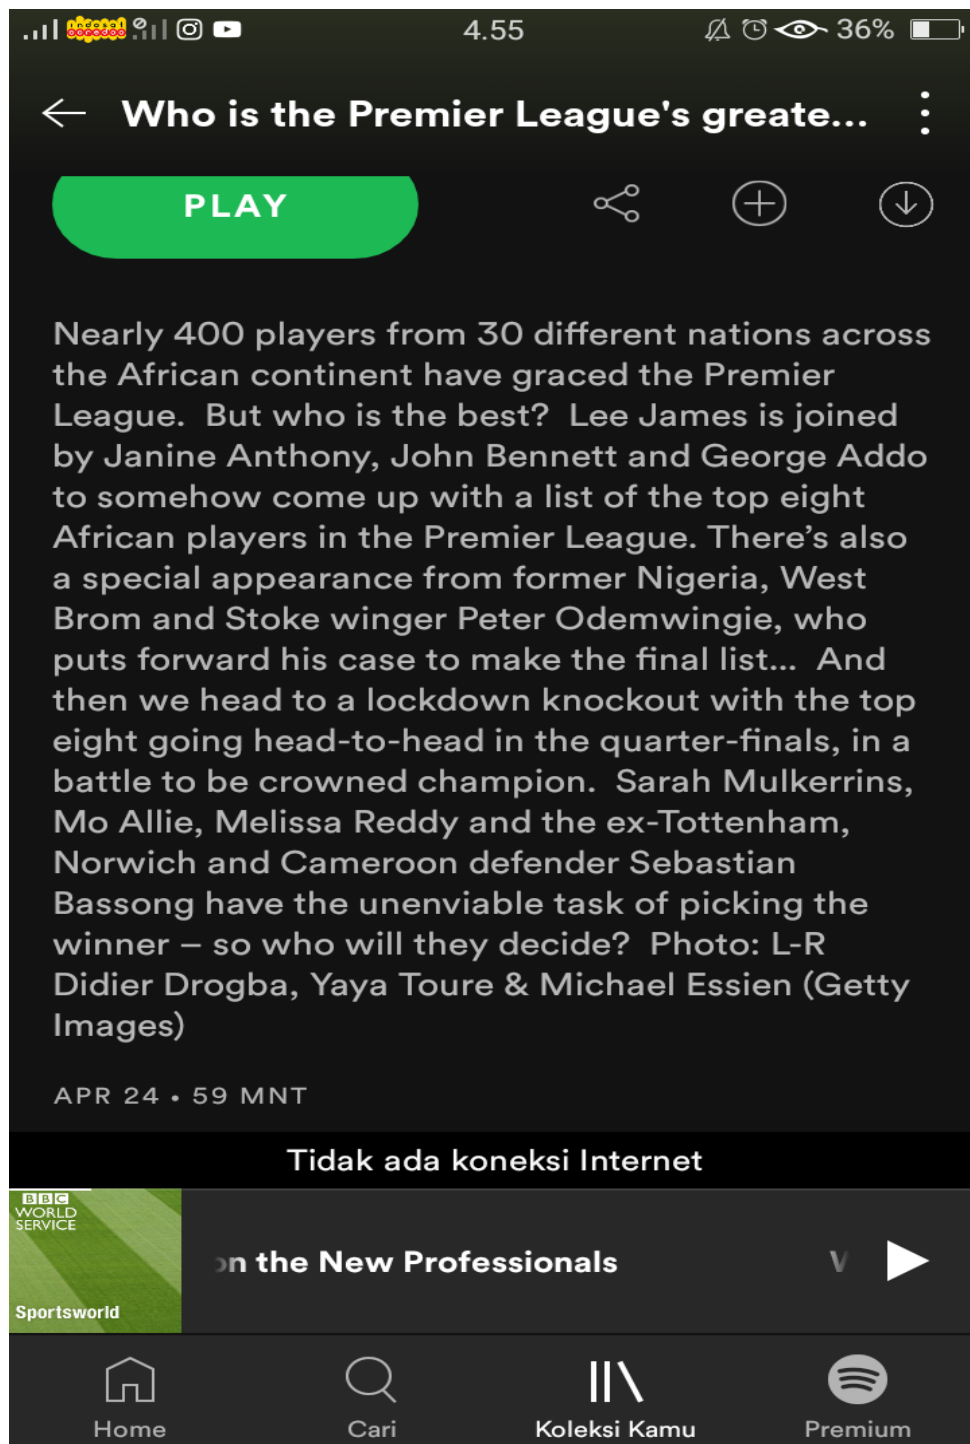 indosat
ooredoo
4.55
36%
Who is the Premier League's greate...
PLAY
Nearly 400 players from 30 different nations across
the African continent have graced the Premier
League.  But who is the best?  Lee James is joined
by Janine Anthony, John Bennett and George Addo
to somehow come up with a list of the top eight
African players in the Premier League. There’s also
a special appearance from former Nigeria, West
Brom and Stoke winger Peter Odemwingie, who
puts forward his case to make the final list...  And
then we head to a lockdown knockout with the top
eight going head-to-head in the quarter-finals, in a
battle to be crowned champion.  Sarah Mulkerrins,
Mo Allie, Melissa Reddy and the ex-Tottenham,
Norwich and Cameroon defender Sebastian
Bassong have the unenviable task of picking the
winner – so who will they decide?  Photo: L-R
Didier Drogba, Yaya Toure & Michael Essien (Getty
Images)
APR 24 • 59 MNT
Tidak ada koneksi Internet
BBC
WORLD
SERVICE
Sportsworld
on the New Professionals
Home
Cari
Koleksi Kamu
Premium